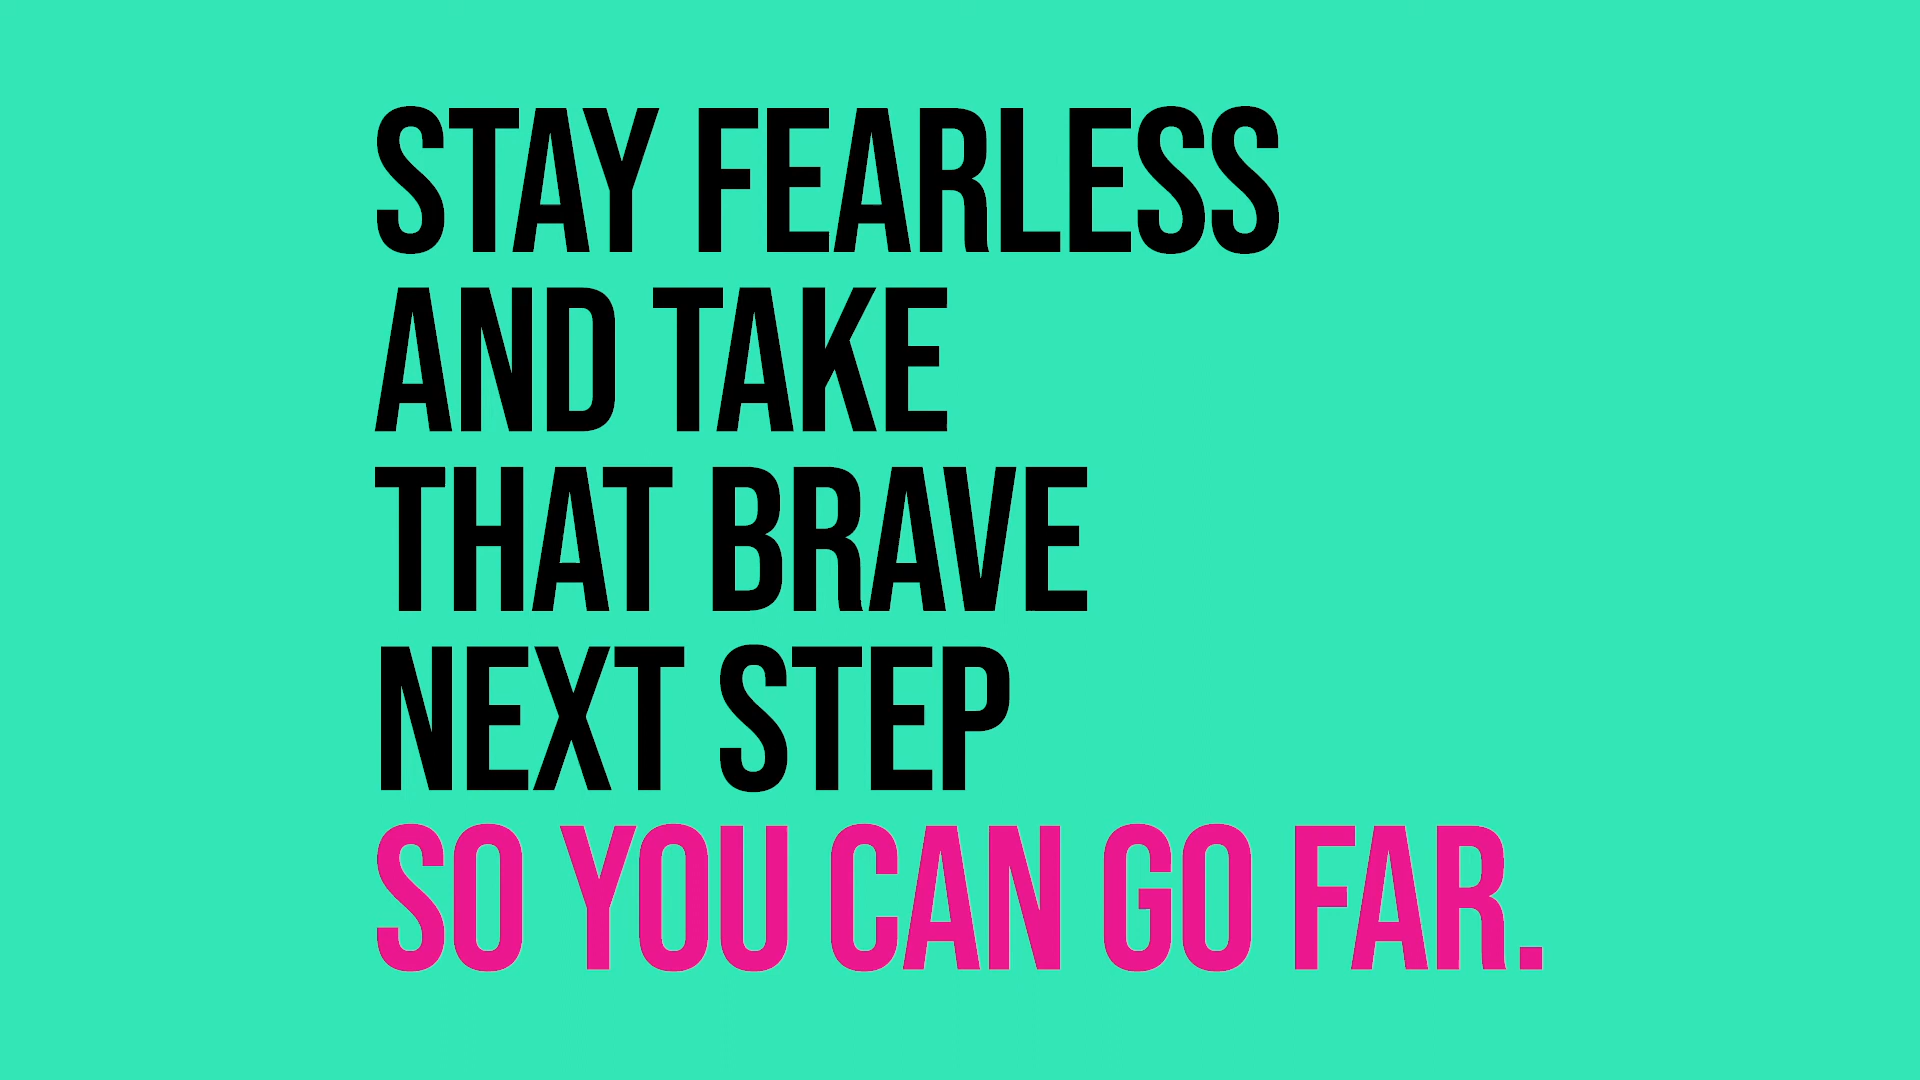 STAY FEARLESS
AND TAKE
THAT BRAVE
NEXT STEP
SO YOU CAN GO FAR.